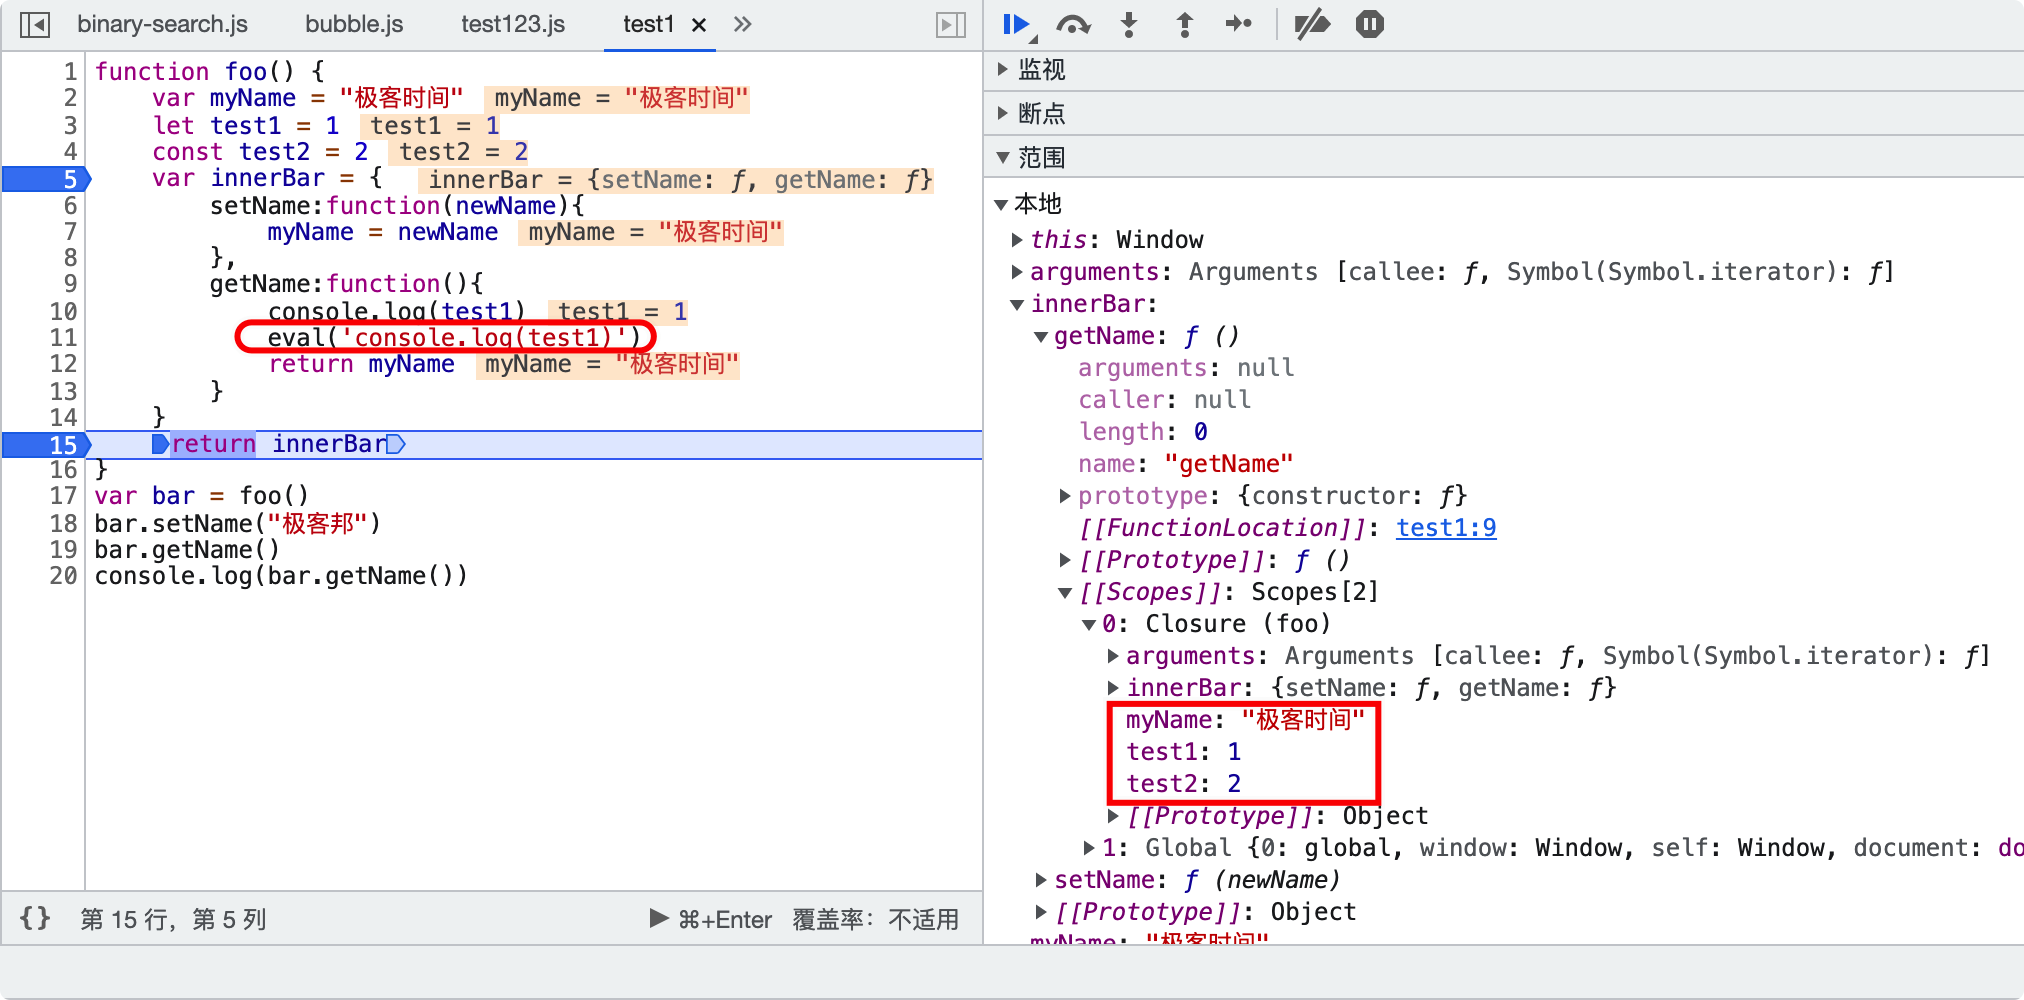 binary-search.js bubble.js test123.js test1 × »
1 function foo() {
2 var myName = "极客时间" myName = "极客时间"
3 let test1 = 1 test1 = 1
4 const test2 = 2 test2 = 2
5 var innerBar = { innerBar = {setName: ƒ, getName: ƒ}
6 setName:function(newName){
7 myName = newName myName = "极客时间"
8 },
9 getName:function(){
10 console.log(test1) test1 = 1
11 eval('console.log(test1)')
12 return myName myName = "极客时间"
13 }
14 }
15 return innerBar
16 }
17 var bar = foo()
18 bar.setName("极客邦")
19 bar.getName()
20 console.log(bar.getName())
{} 第 15 行，第 5 列 ⌘+Enter 覆盖率：不适用
监视
断点
范围
本地
this: Window
arguments: Arguments [callee: ƒ, Symbol(Symbol.iterator): ƒ]
innerBar:
getName: ƒ ()
arguments: null
caller: null
length: 0
name: "getName"
prototype: {constructor: ƒ}
[[FunctionLocation]]: test1:9
[[Prototype]]: ƒ ()
[[Scopes]]: Scopes[2]
0: Closure (foo)
arguments: Arguments [callee: ƒ, Symbol(Symbol.iterator): ƒ]
innerBar: {setName: ƒ, getName: ƒ}
myName: "极客时间"
test1: 1
test2: 2
[[Prototype]]: Object
1: Global {0: global, window: Window, self: Window, document: do
setName: ƒ (newName)
[[Prototype]]: Object
myName: "极客时间"